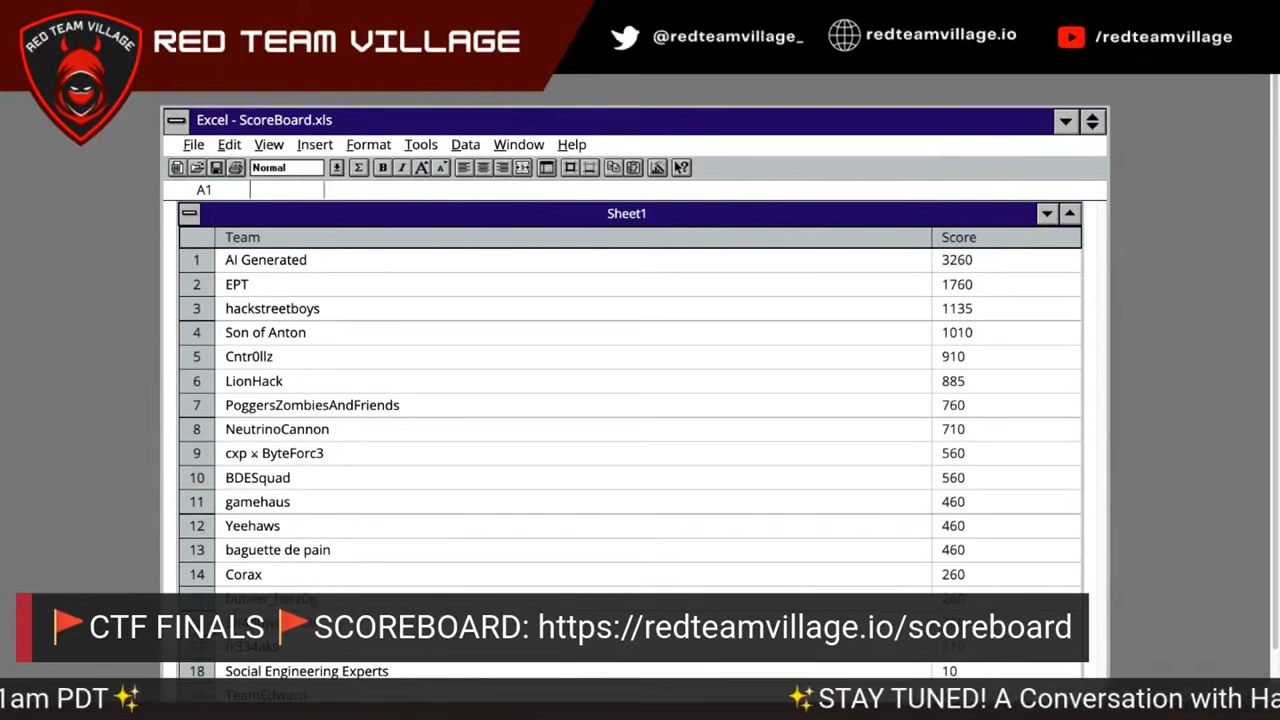 RED TEAM VILLAGE
RED TEAM VILLAGE
@redteamvillage_
redteamvillage.io
/redteamvillage
Excel - ScoreBoard.xls
File Edit View Insert Format Tools Data Window Help
Normal
A1
Sheet1
Team Score
1 AI Generated 3260
2 EPT 1760
3 hackstreetboys 1135
4 Son of Anton 1010
5 Cntr0llz 910
6 LionHack 885
7 PoggersZombiesAndFriends 760
8 NeutrinoCannon 710
9 cxp ⨯ ByteForc3 560
10 BDESquad 560
11 gamehaus 460
12 Yeehaws 460
13 baguette de pain 460
14 Corax 260
🚩CTF FINALS 🚩SCOREBOARD: https://redteamvillage.io/scoreboard
18 Social Engineering Experts 10
TeamEdward
1am PDT✨ ✨STAY TUNED! A Conversation with Ha